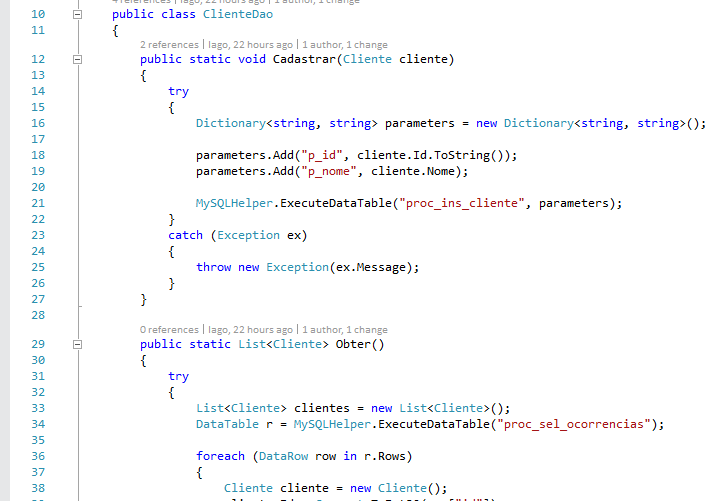 4 references | Iago, 22 hours ago | 1 author, 1 change
10 public class ClienteDao
11 {
2 references | Iago, 22 hours ago | 1 author, 1 change
12 public static void Cadastrar(Cliente cliente)
13 {
14 try
15 {
16 Dictionary<string, string> parameters = new Dictionary<string, string>();
17
18 parameters.Add("p_id", cliente.Id.ToString());
19 parameters.Add("p_nome", cliente.Nome);
20
21 MySQLHelper.ExecuteDataTable("proc_ins_cliente", parameters);
22 }
23 catch (Exception ex)
24 {
25 throw new Exception(ex.Message);
26 }
27 }
28
0 references | Iago, 22 hours ago | 1 author, 1 change
29 public static List<Cliente> Obter()
30 {
31 try
32 {
33 List<Cliente> clientes = new List<Cliente>();
34 DataTable r = MySQLHelper.ExecuteDataTable("proc_sel_ocorrencias");
35
36 foreach (DataRow row in r.Rows)
37 {
38 Cliente cliente = new Cliente();